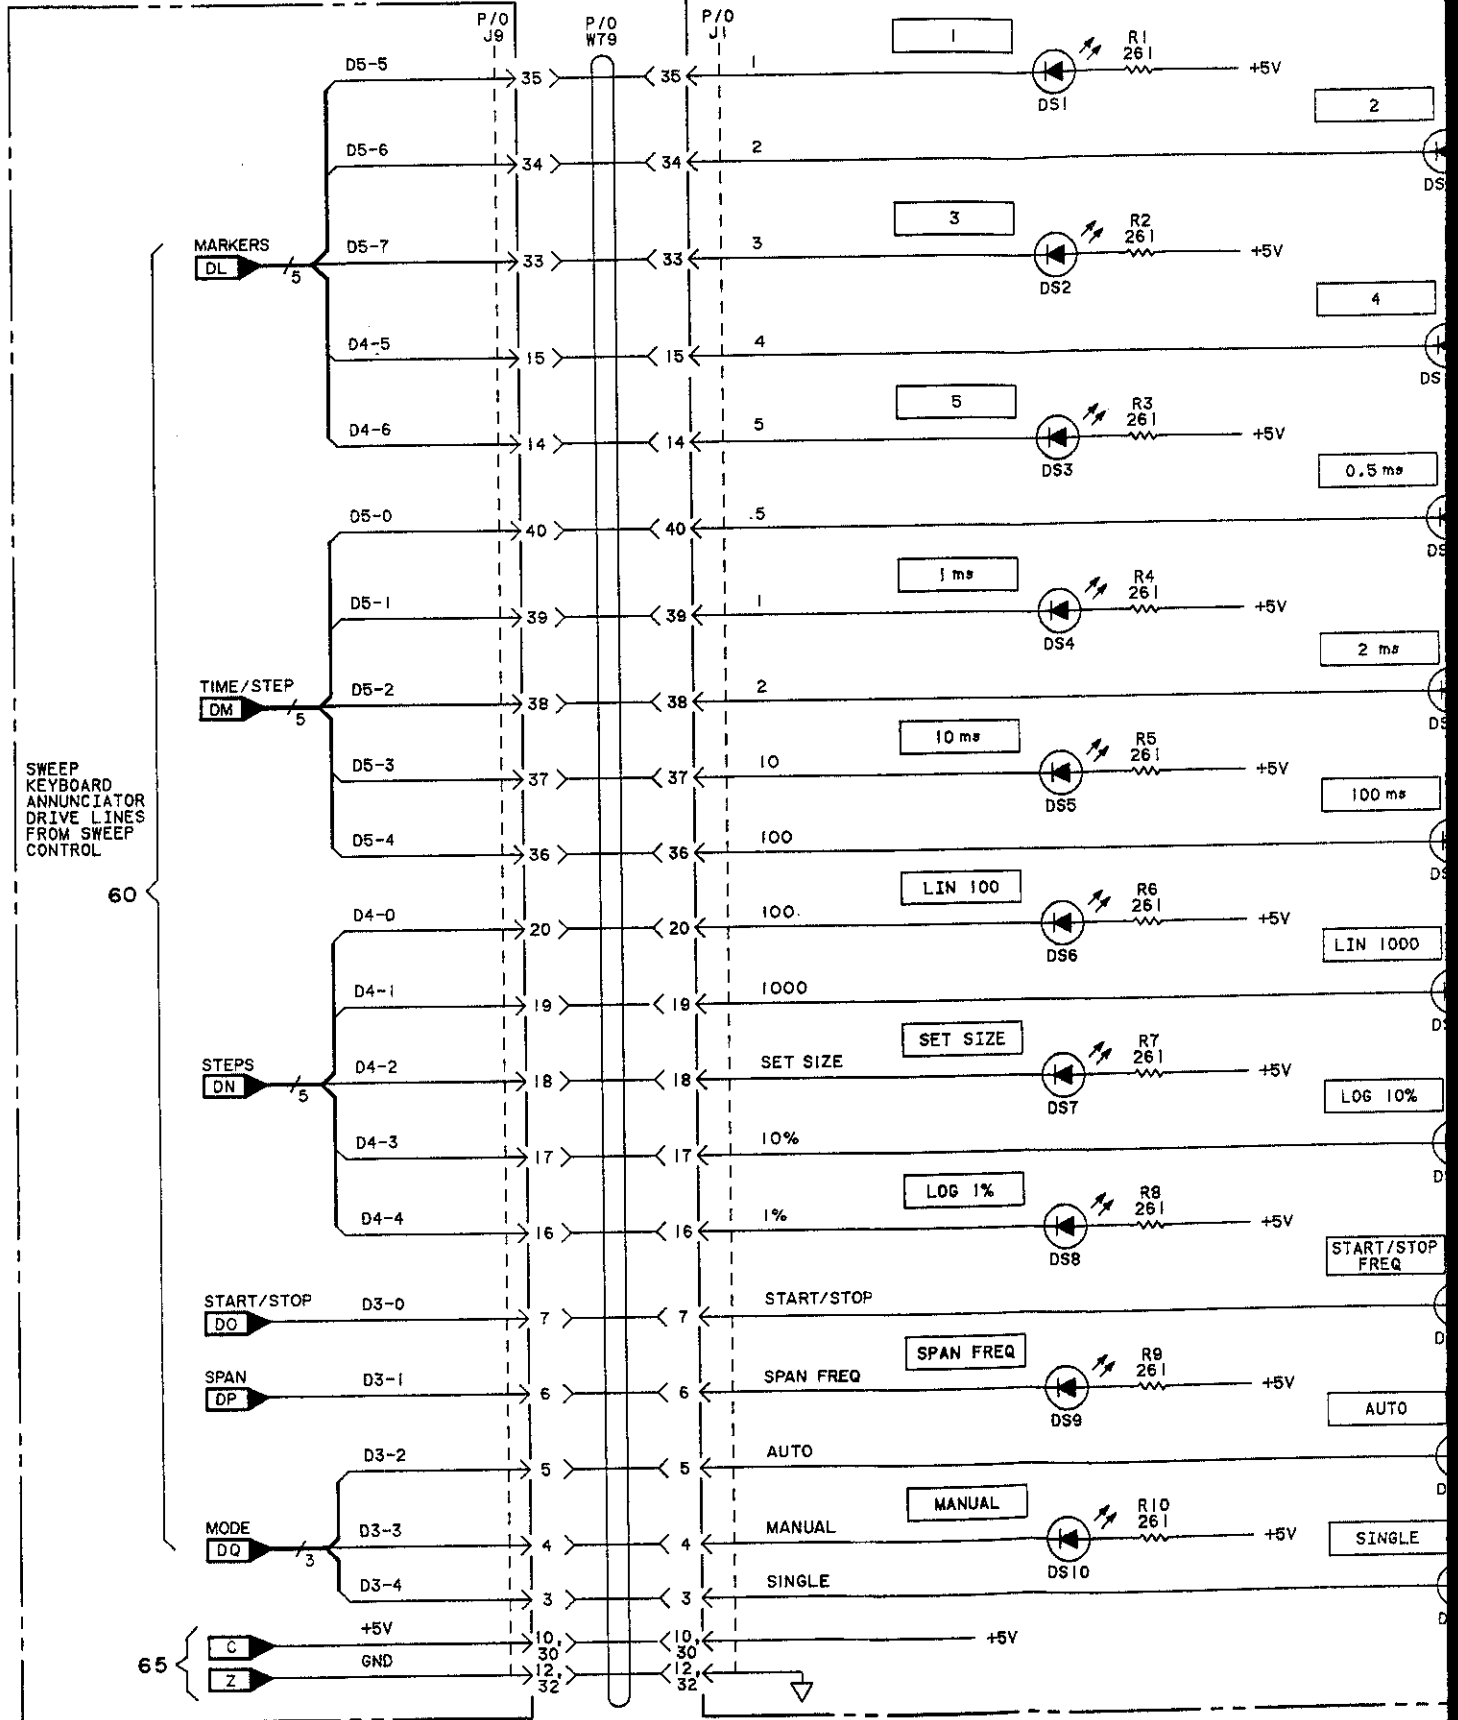 P/O
J9
P/O
W79
P/O
J1
1
R1
261
D5-5
35
35
1
+5V
DS1
2
D5-6
34
34
2
DS
3
R2
261
MARKERS
DL
5
D5-7
33
33
3
+5V
DS2
4
D4-5
15
15
4
DS
5
R3
261
D4-6
14
14
5
+5V
DS3
0.5 ms
D5-0
40
40
.5
DS
1 ms
R4
261
D5-1
39
39
1
+5V
DS4
2 ms
TIME/STEP
DM
5
D5-2
38
38
2
DS
10 ms
R5
261
D5-3
37
37
10
+5V
DS5
SWEEP
KEYBOARD
ANNUNCIATOR
DRIVE LINES
FROM SWEEP
CONTROL
100 ms
D5-4
36
36
100
DS
60
LIN 100
R6
261
D4-0
20
20
100.
+5V
DS6
LIN 1000
D4-1
19
19
1000
D
SET SIZE
R7
261
STEPS
DN
5
D4-2
18
18
SET SIZE
+5V
DS7
LOG 10%
D4-3
17
17
10%
D
LOG 1%
R8
261
D4-4
16
16
1%
+5V
DS8
START/STOP
FREQ
START/STOP
DO
D3-0
7
7
START/STOP
D
SPAN FREQ
R9
261
SPAN
DP
D3-1
6
6
SPAN FREQ
+5V
DS9
AUTO
D3-2
5
5
AUTO
D
MANUAL
R10
261
MODE
DQ
3
D3-3
4
4
MANUAL
+5V
DS10
SINGLE
D3-4
3
3
SINGLE
D
65
C
+5V
10,
30
10,
30
+5V
Z
GND
12,
32
12,
32